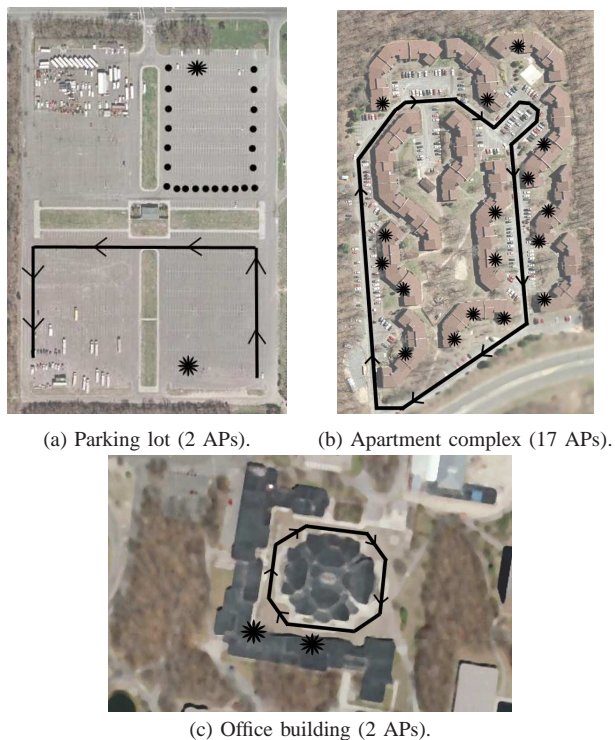 (a) Parking lot (2 APs).
(b) Apartment complex (17 APs).
(c) Office building (2 APs).